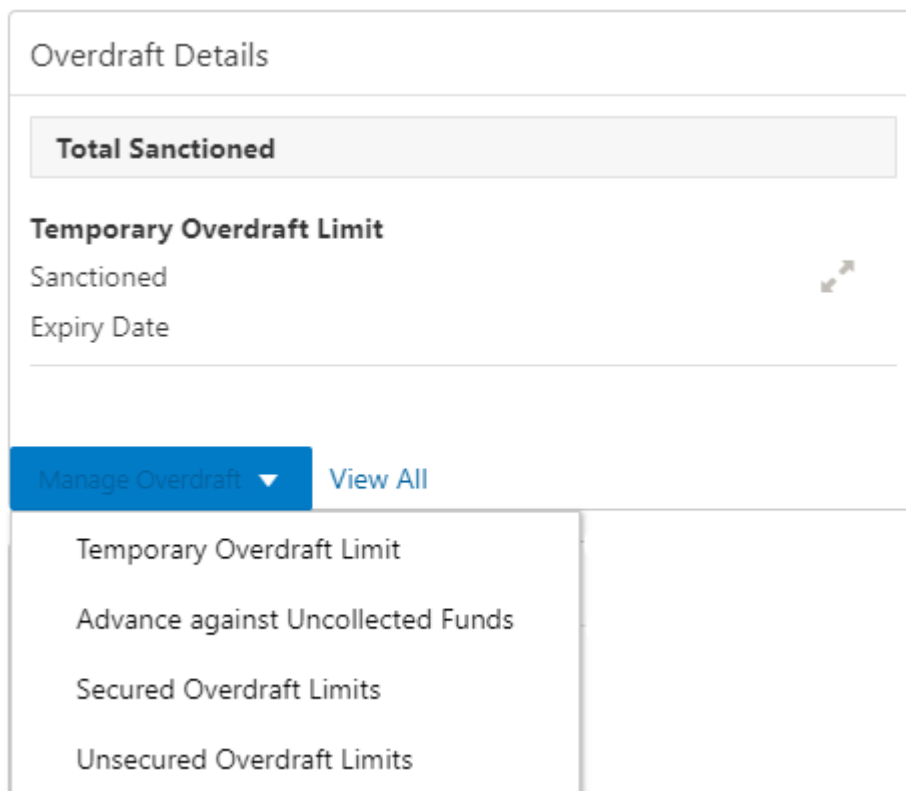 Overdraft Details
Total Sanctioned
Temporary Overdraft Limit
Sanctioned
Expiry Date
Manage Overdraft View All
Temporary Overdraft Limit
Advance against Uncollected Funds
Secured Overdraft Limits
Unsecured Overdraft Limits